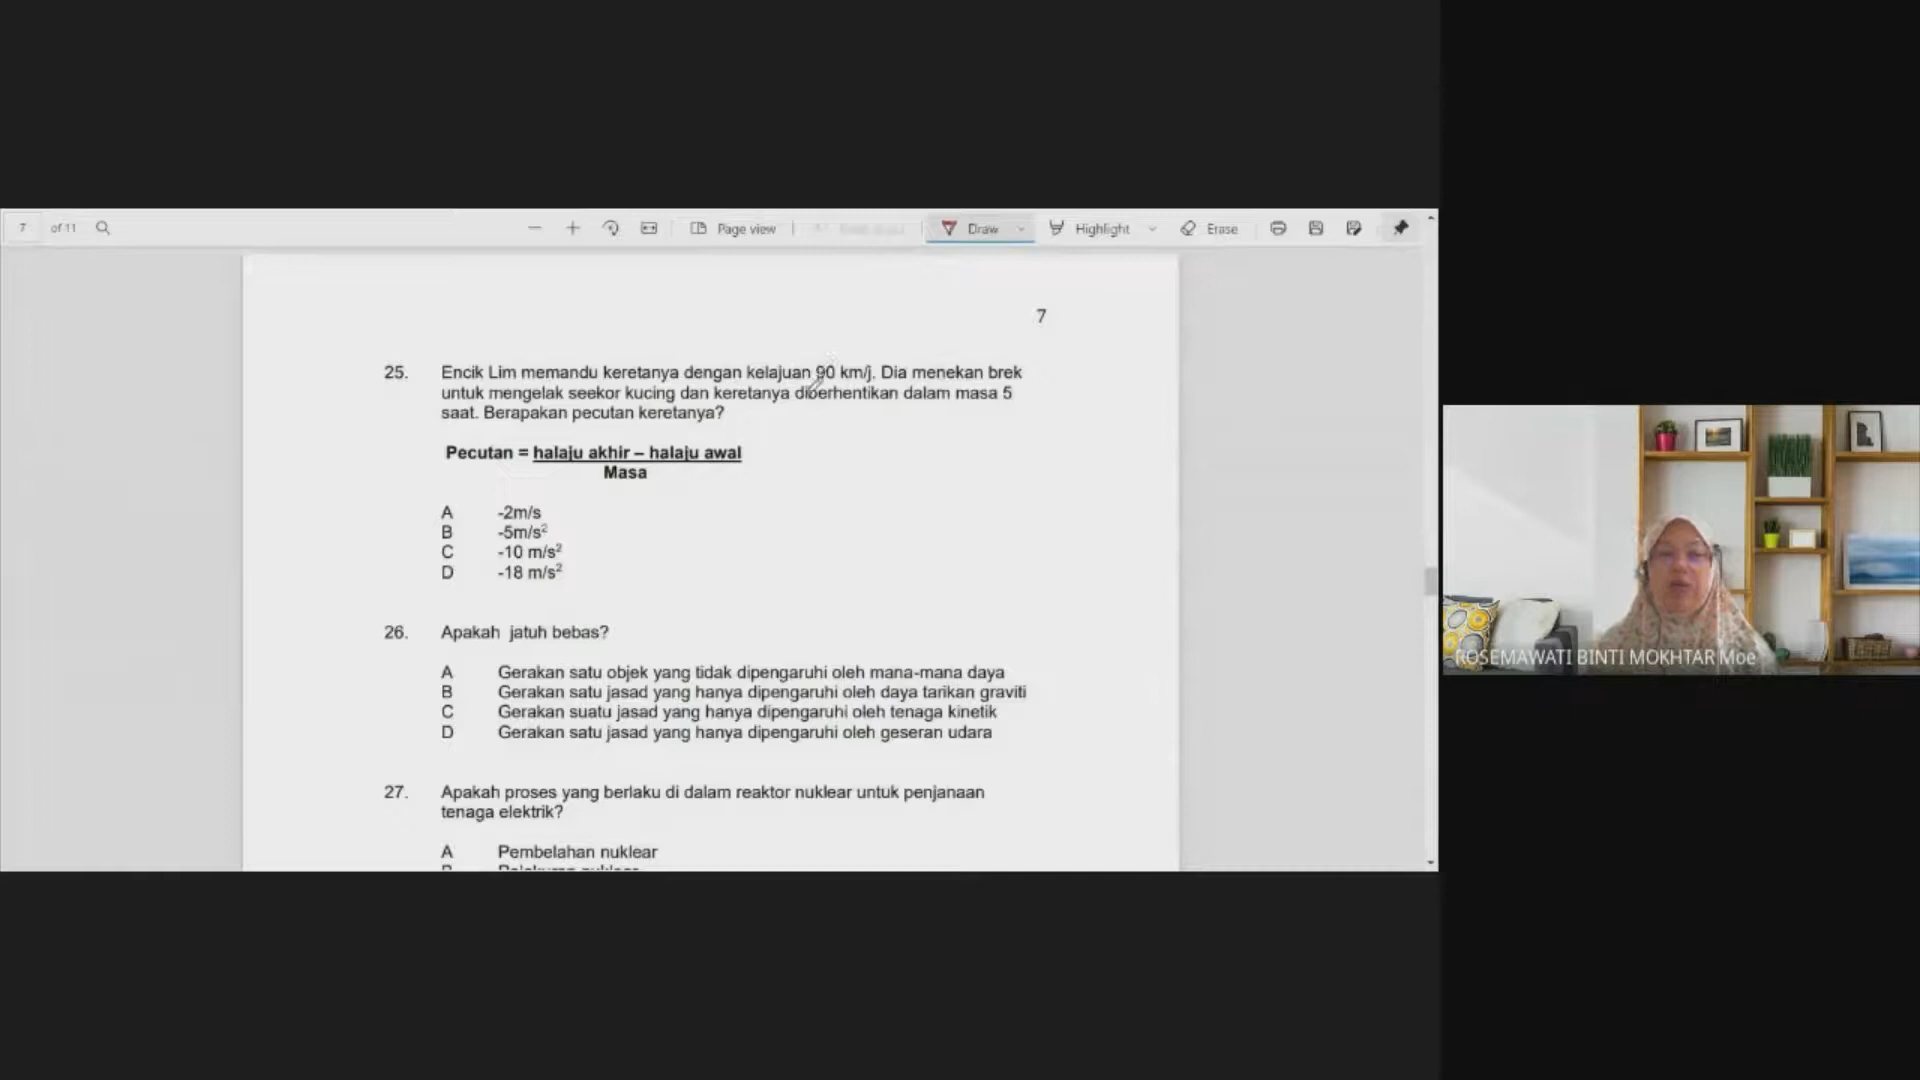 7 of 11 Page view Draw Highlight Erase
7
25. Encik Lim memandu keretanya dengan kelajuan 90 km/j. Dia menekan brek
untuk mengelak seekor kucing dan keretanya diberhentikan dalam masa 5
saat. Berapakan pecutan keretanya?
Pecutan = halaju akhir – halaju awal
Masa
A -2m/s
B -5m/s²
C -10 m/s²
D -18 m/s²
26. Apakah jatuh bebas?
A Gerakan satu objek yang tidak dipengaruhi oleh mana-mana daya
B Gerakan satu jasad yang hanya dipengaruhi oleh daya tarikan graviti
C Gerakan suatu jasad yang hanya dipengaruhi oleh tenaga kinetik
D Gerakan satu jasad yang hanya dipengaruhi oleh geseran udara
27. Apakah proses yang berlaku di dalam reaktor nuklear untuk penjanaan
tenaga elektrik?
A Pembelahan nuklear
ROSEMAWATI BINTI MOKHTAR Moe